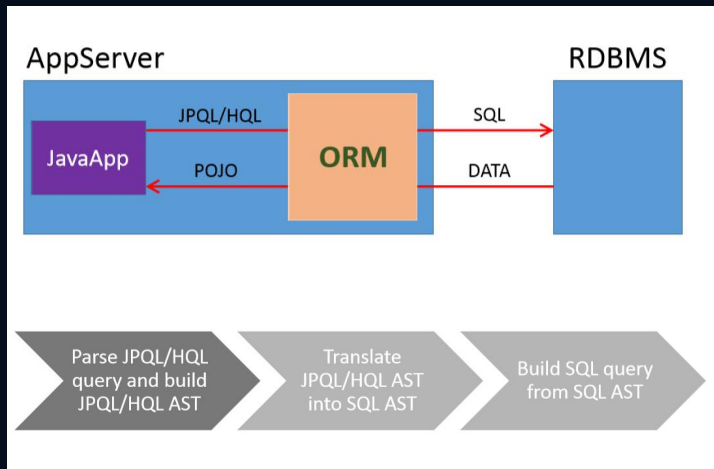 AppServer
RDBMS
JPQL/HQL
SQL
JavaApp
ORM
POJO
DATA
Parse JPQL/HQL
query and build
JPQL/HQL AST
Translate
JPQL/HQL AST
into SQL AST
Build SQL query
from SQL AST